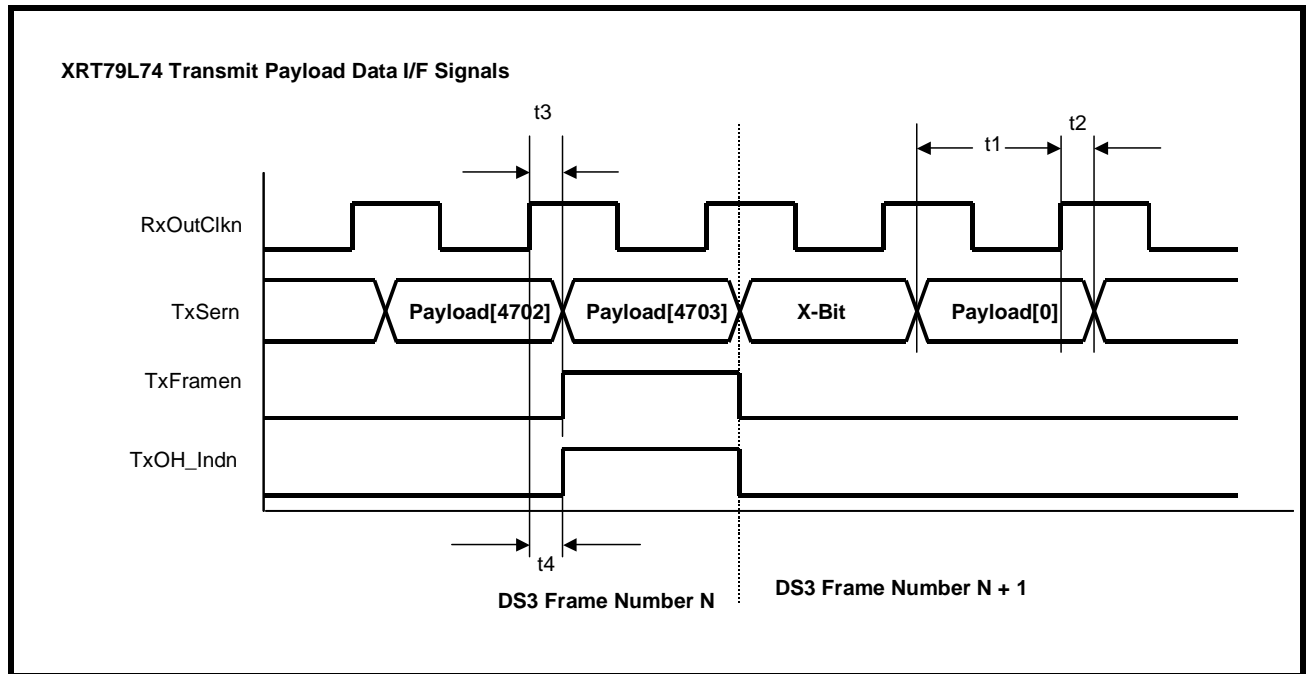 XRT79L74 Transmit Payload Data I/F Signals
t3
t2
t1
RxOutClkn
TxSern
Payload[4702]
Payload[4703]
X-Bit
Payload[0]
TxFramen
TxOH_Indn
t4
DS3 Frame Number N
DS3 Frame Number N + 1